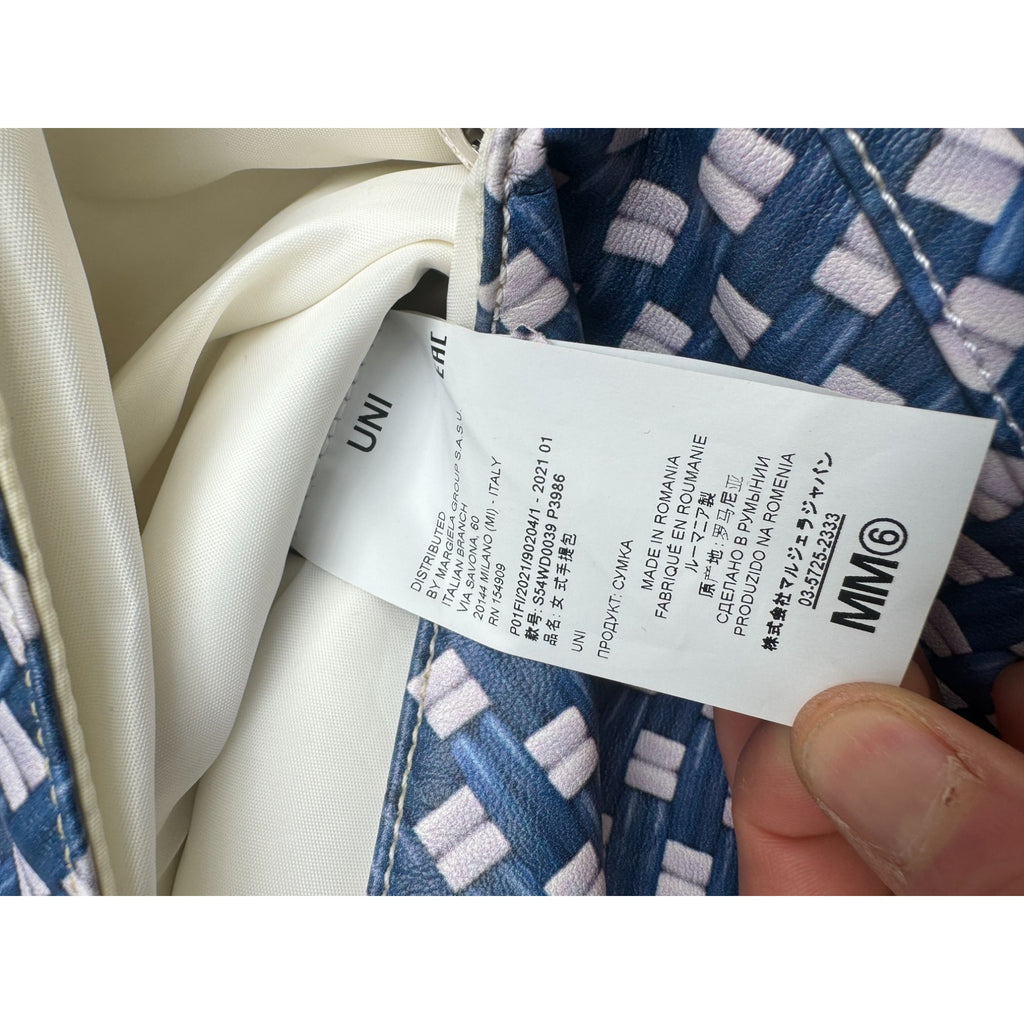 EAC
UNI
DISTRIBUTED
BY MARGIELA GROUP S.A.S.U.
ITALIAN BRANCH
VIA SAVONA, 60
20144 MILANO (MI) - ITALY
RN 154909
P01FI/2021/90204/1 - 2021 01
款号: S54WD0039 P3986
品名: 女 式 手 提 包
UNI
ПРОДУКТ: СУМКА
MADE IN ROMANIA
FABRIQUÉ EN ROUMANIE
ルーマニア製
原 产 地 : 罗 马 尼 亚
СДЕЛАНО В РУМЫНИИ
PRODUZIDO NA ROMENIA
株式会社マルジェラジャパン
03-5725-2333
MM⑥